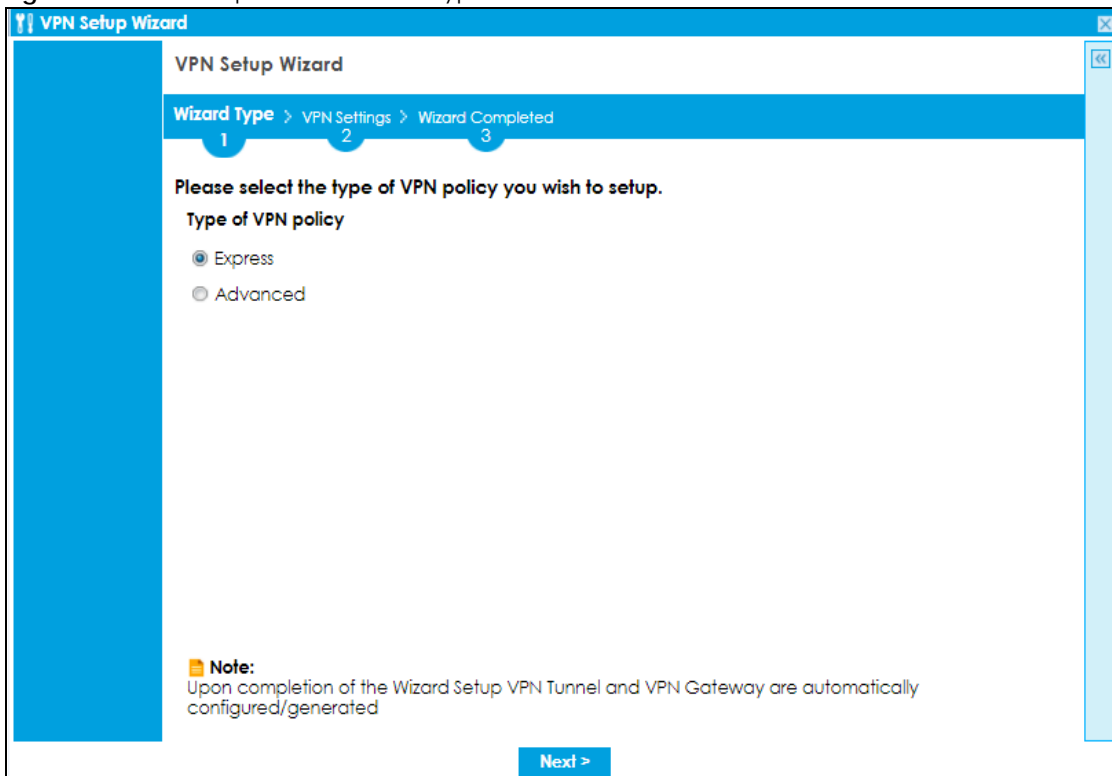 VPN Setup Wizard
VPN Setup Wizard
Wizard Type > VPN Settings > Wizard Completed
1 2 3
Please select the type of VPN policy you wish to setup.
Type of VPN policy
Express
Advanced
Note:
Upon completion of the Wizard Setup VPN Tunnel and VPN Gateway are automatically
configured/generated
Next >